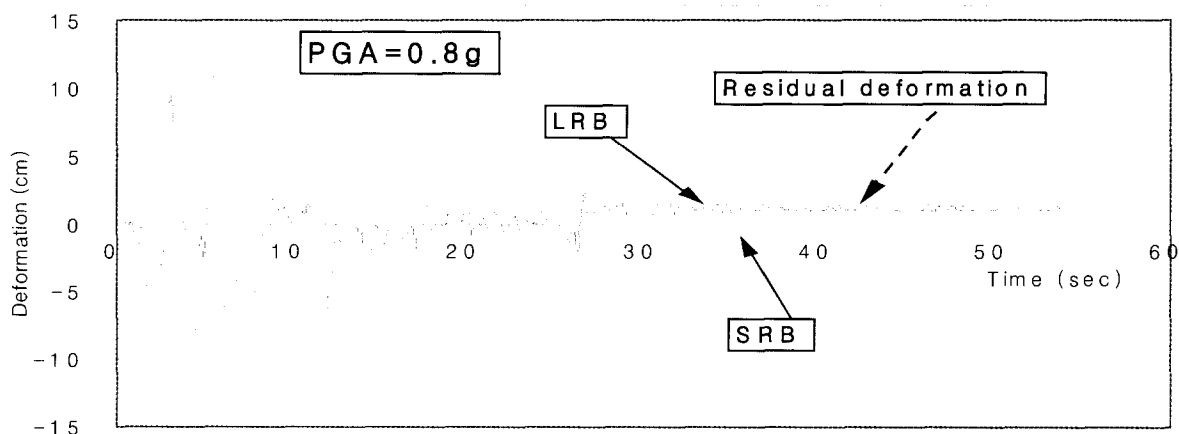 15
PGA=0.8g
10
Residual deformation
LRB
5
Deformation (cm)
0
0 10 20 30 40 50 60
Time (sec)
-5
SRB
-10
-15